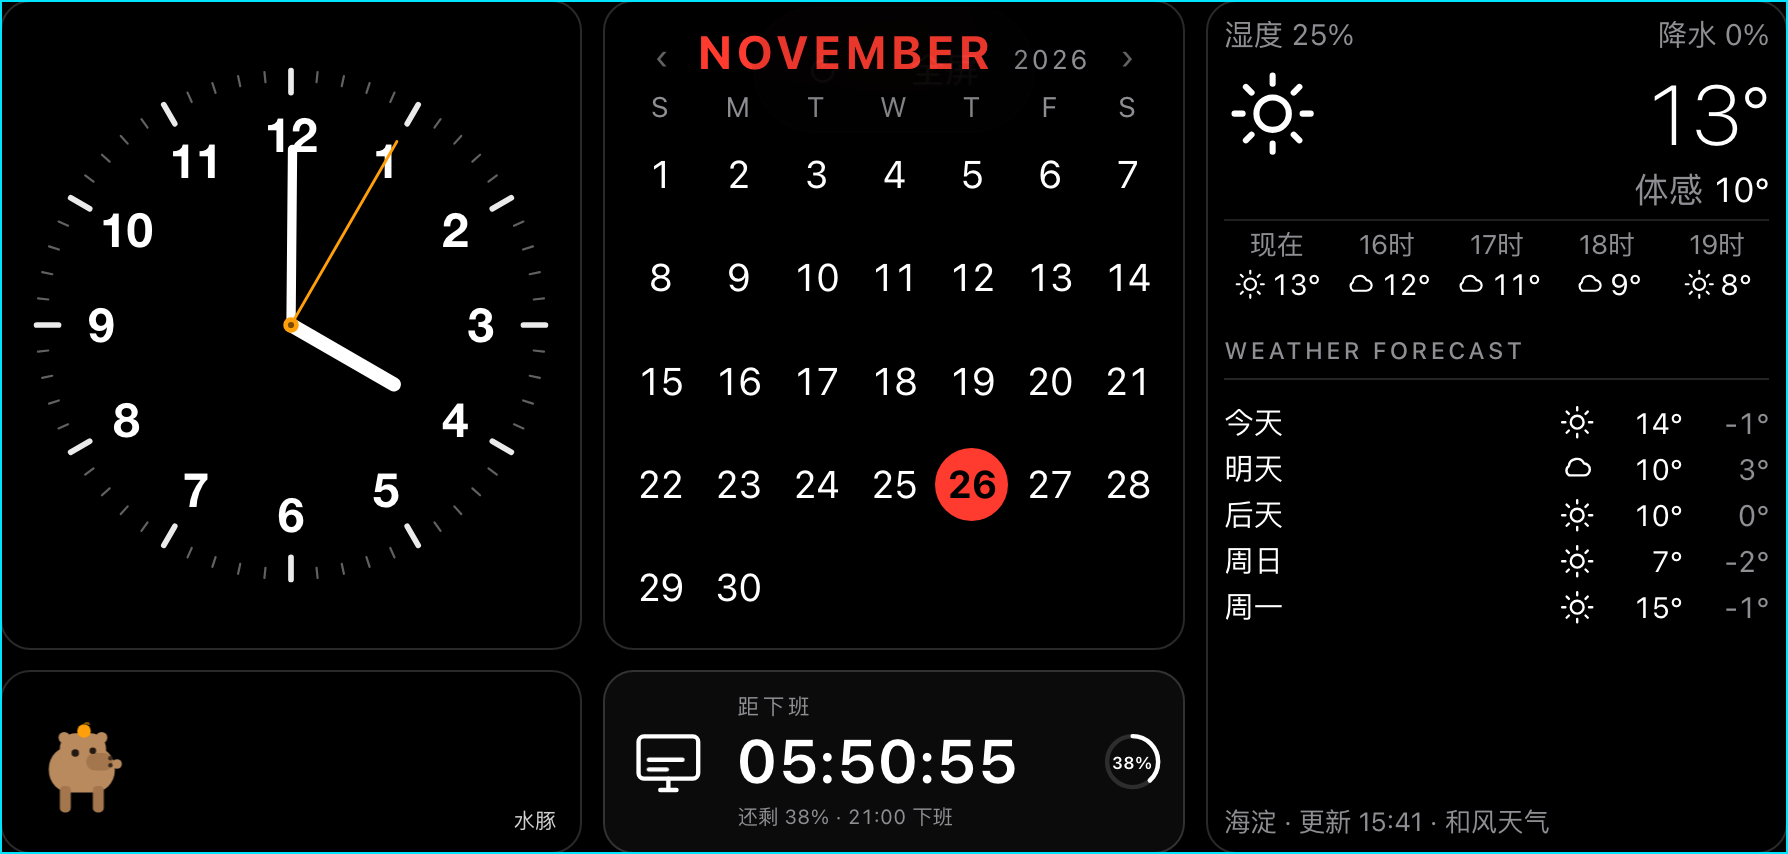 12
1
2
3
4
5
6
7
8
9
10
11
水豚
‹ NOVEMBER 2026 ›
S M T W T F S
1 2 3 4 5 6 7
8 9 10 11 12 13 14
15 16 17 18 19 20 21
22 23 24 25 26 27 28
29 30
距下班
05:50:55
还剩 38% · 21:00 下班
38%
湿度 25% 降水 0%
13°
体感 10°
现在 16时 17时 18时 19时
13° 12° 11° 9° 8°
WEATHER FORECAST
今天 14° -1°
明天 10° 3°
后天 10° 0°
周日 7° -2°
周一 15° -1°
海淀 · 更新 15:41 · 和风天气